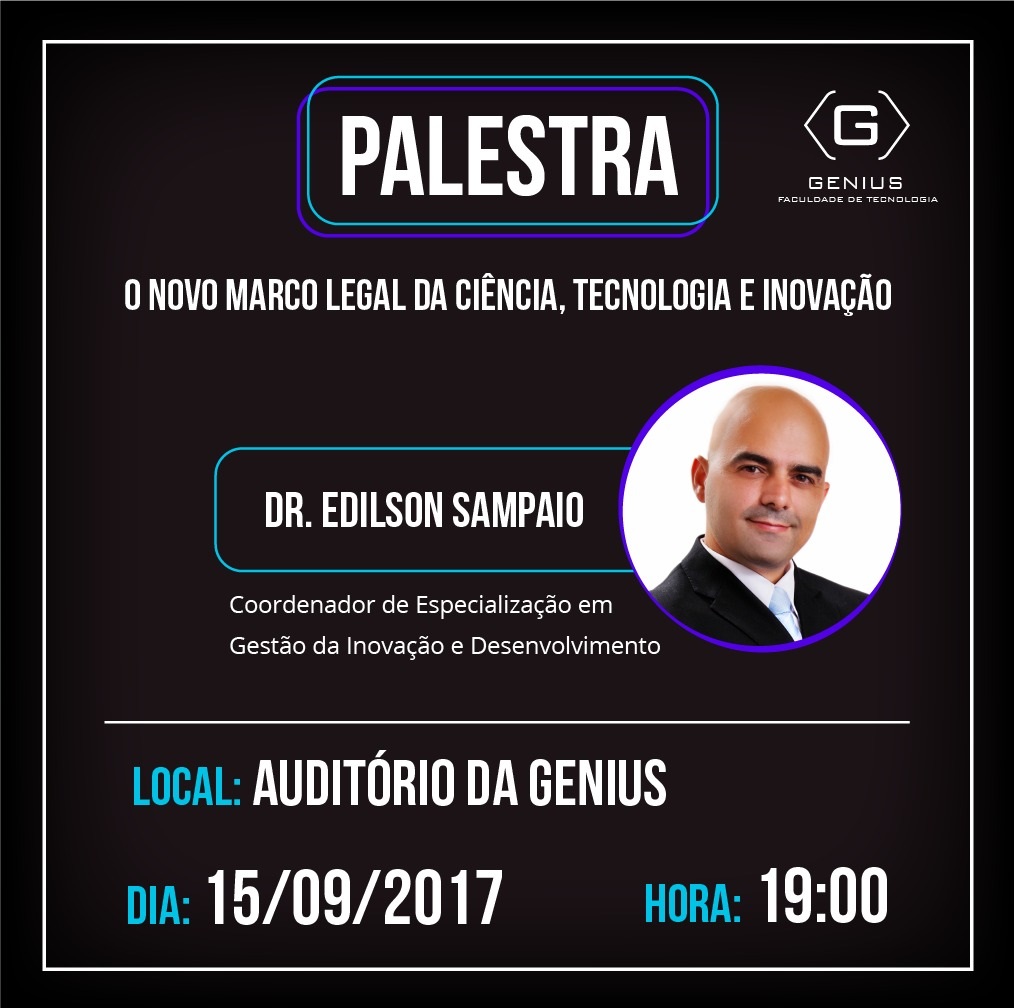 PALESTRA
G
GENIUS
FACULDADE DE TECNOLOGIA
O NOVO MARCO LEGAL DA CIÊNCIA, TECNOLOGIA E INOVAÇÃO
DR. EDILSON SAMPAIO
Coordenador de Especialização em
Gestão da Inovação e Desenvolvimento
LOCAL: AUDITÓRIO DA GENIUS
DIA: 15/09/2017 HORA: 19:00